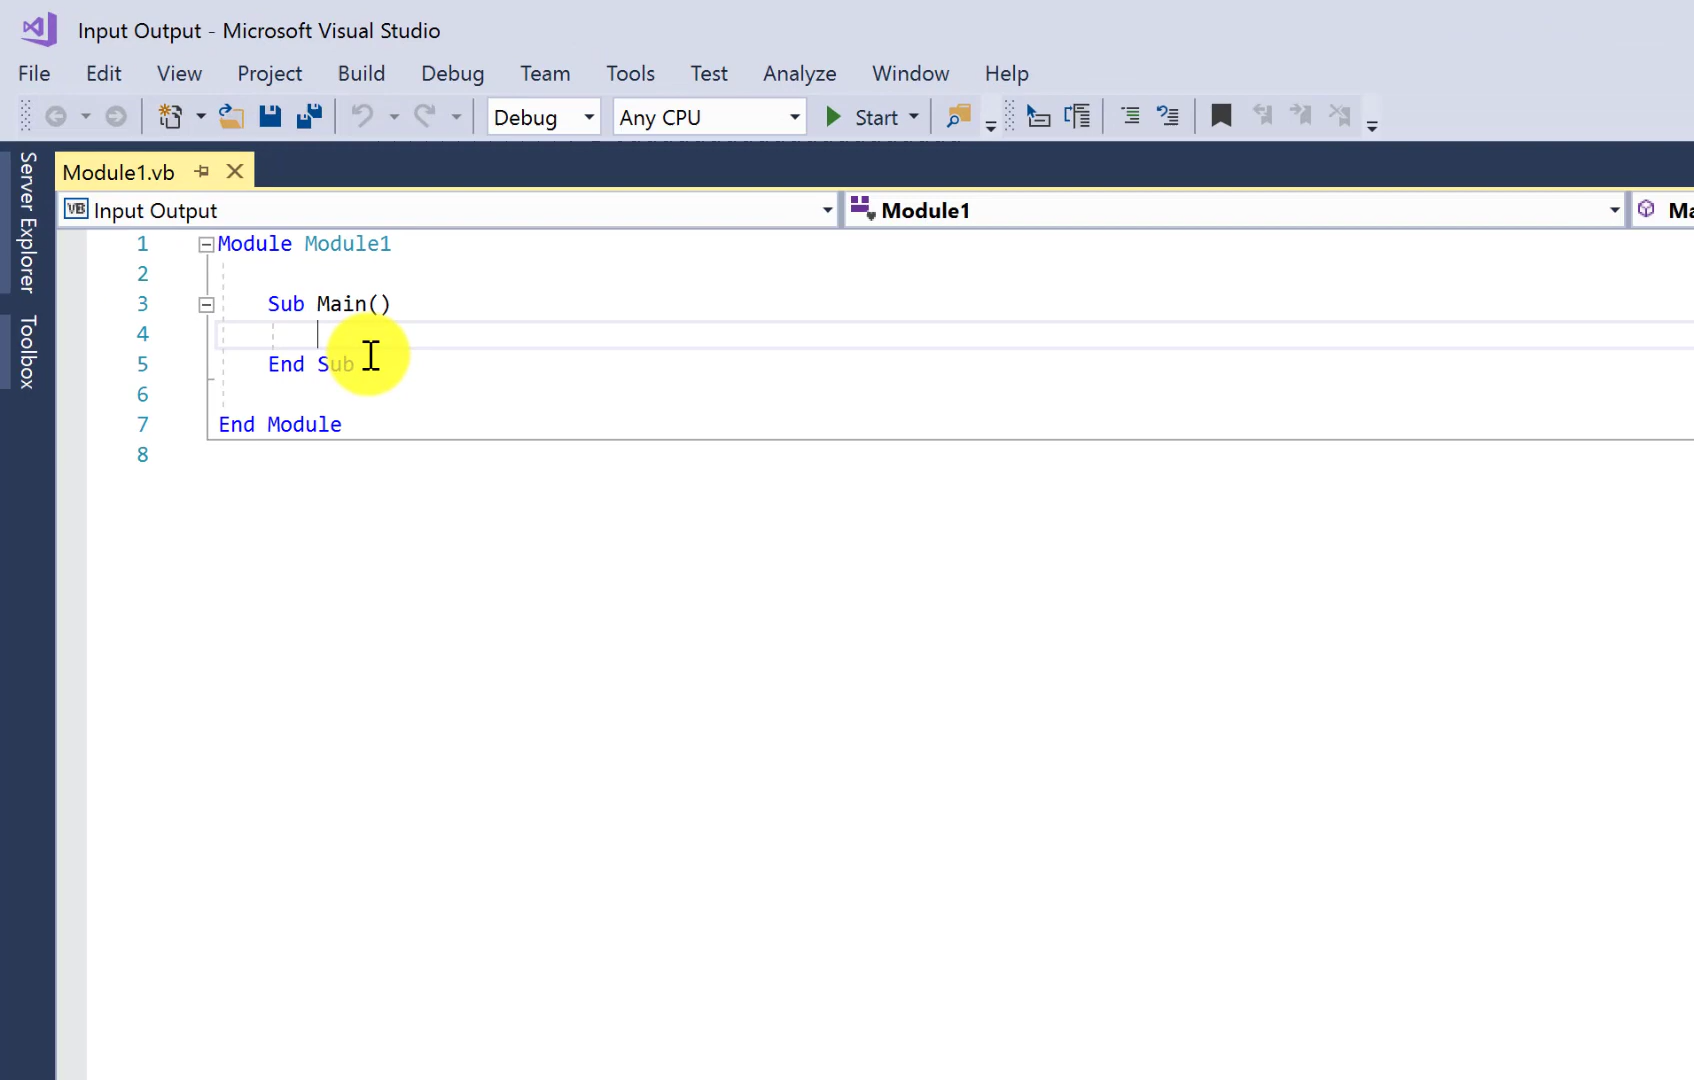 Input Output - Microsoft Visual Studio
File Edit View Project Build Debug Team Tools Test Analyze Window Help
Debug Any CPU Start
Server Explorer
Toolbox
Module1.vb
VB Input Output Module1
1 Module Module1
2
3 Sub Main()
4
5 End Sub
6
7 End Module
8